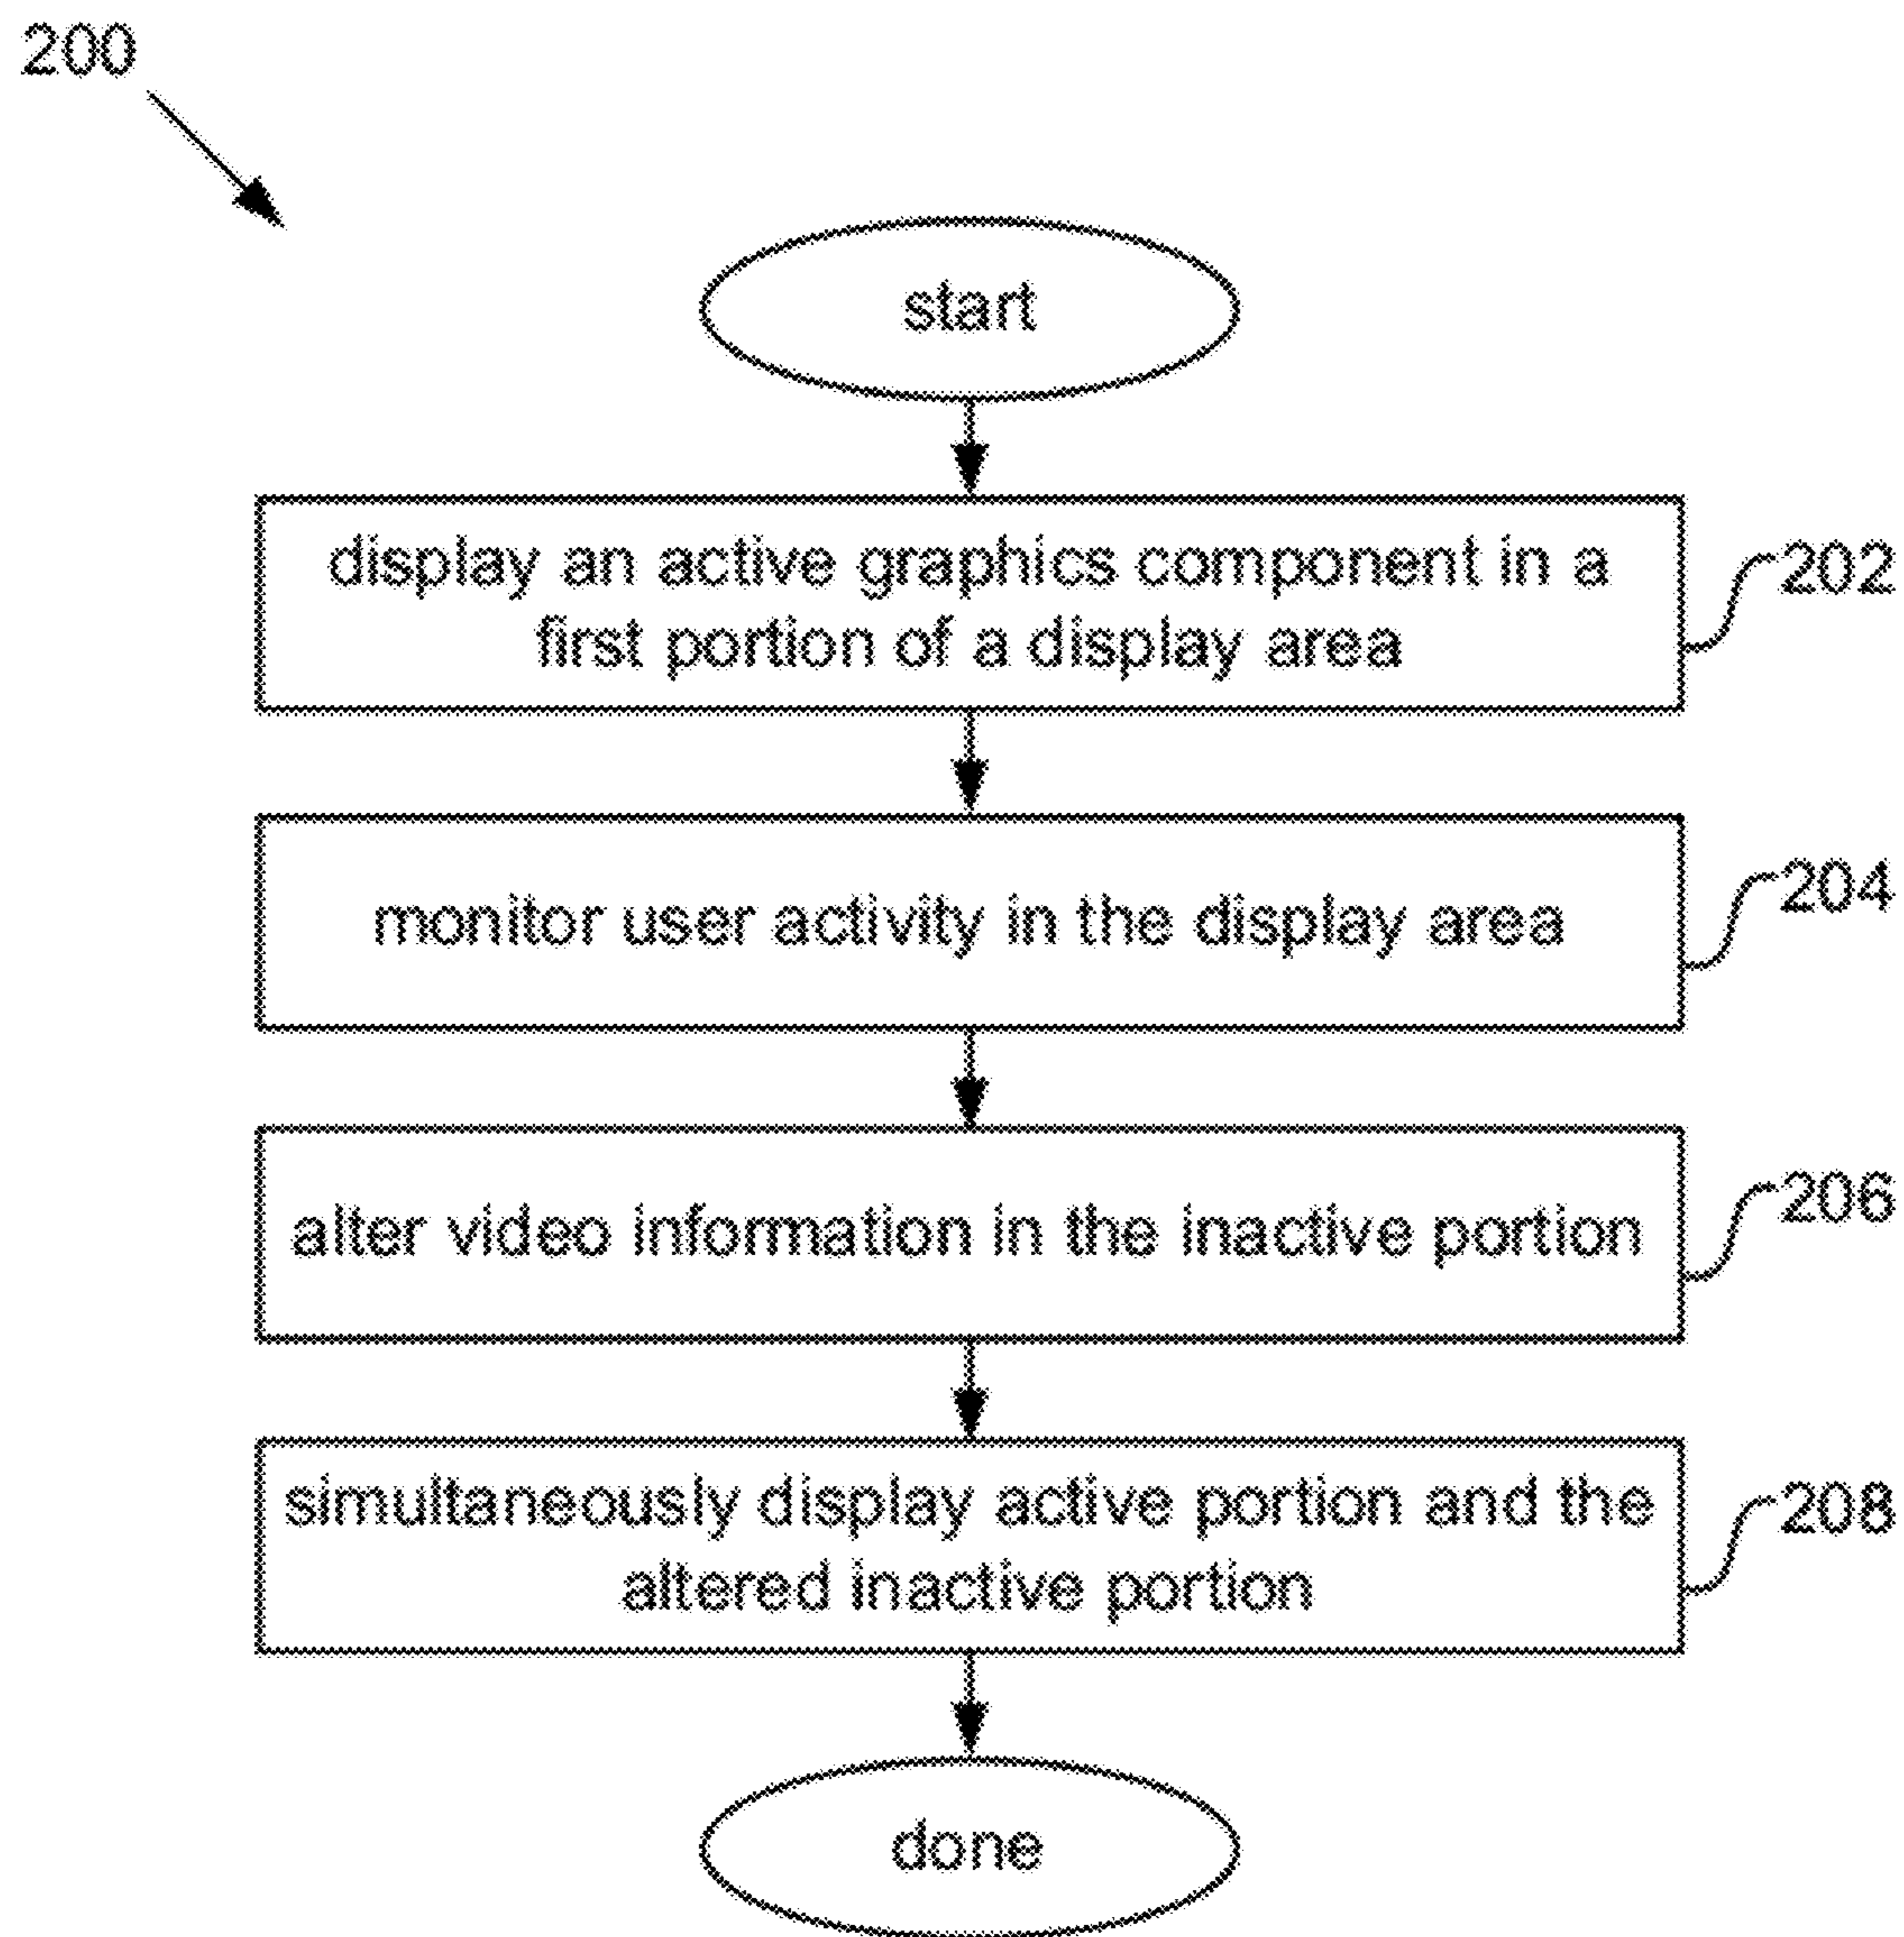 200
start
display an active graphics component in a
first portion of a display area
202
monitor user activity in the display area
204
alter video information in the inactive portion
206
simultaneously display active portion and the
altered inactive portion
208
done